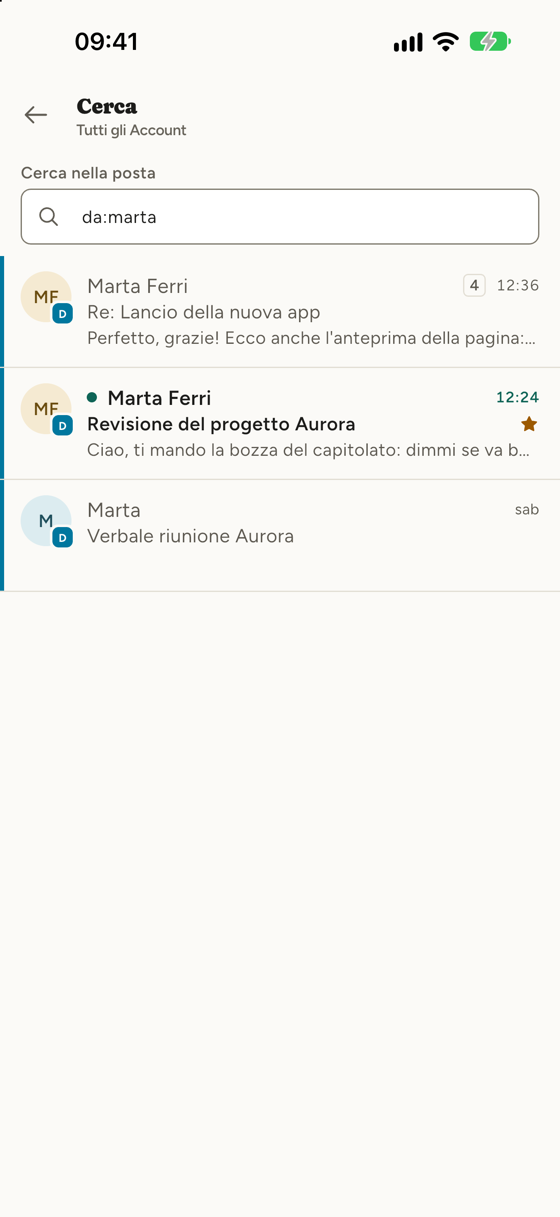 09:41
Cerca
Tutti gli Account
Cerca nella posta
da:marta
MF
D
Marta Ferri
4
12:36
Re: Lancio della nuova app
Perfetto, grazie! Ecco anche l'anteprima della pagina:...
MF
D
Marta Ferri
12:24
Revisione del progetto Aurora
Ciao, ti mando la bozza del capitolato: dimmi se va b...
M
D
Marta
sab
Verbale riunione Aurora